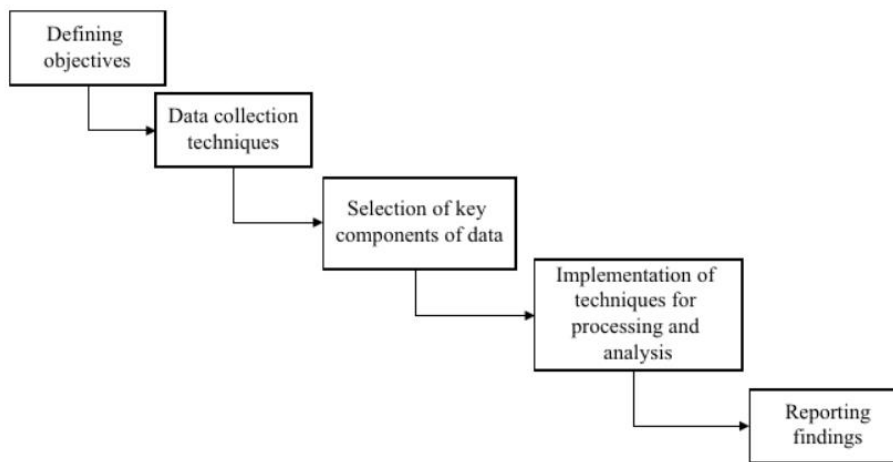 Defining
objectives
Data collection
techniques
Selection of key
components of data
Implementation of
techniques for
processing and
analysis
Reporting
findings